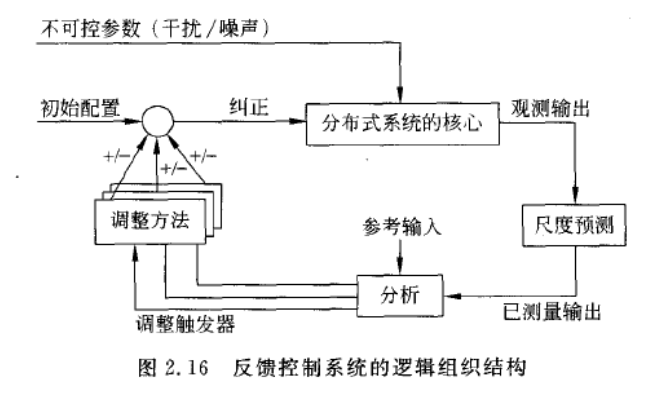 不可控参数(干扰/噪声)
初始配置
纠正
分布式系统的核心
观测输出
+/−
+/−
+/−
调整方法
参考输入
尺度预测
分析
已测量输出
调整触发器
图 2.16 反馈控制系统的逻辑组织结构